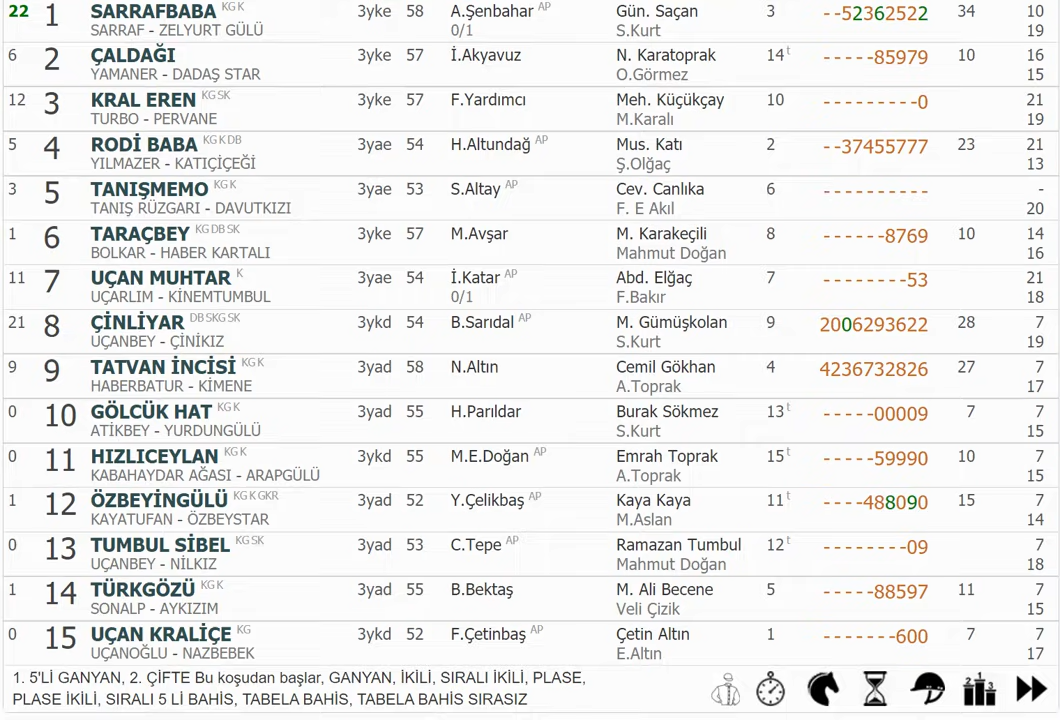 22 1 SARRAFBABA KG K 3yke 58 A.Şenbahar AP Gün. Saçan 3 --52362522 34 10
SARRAF - ZELYURT GÜLÜ 0/1 S.Kurt 19
6 2 ÇALDAĞI 3yke 57 İ.Akyavuz N. Karatoprak 14 t -----85979 10 16
YAMANER - DADAŞ STAR O.Görmez 15
12 3 KRAL EREN KG SK 3yke 57 F.Yardımcı Meh. Küçükçay 10 ---------0 21
TURBO - PERVANE M.Karalı 19
5 4 RODİ BABA KG K DB 3yae 54 H.Altundağ AP Mus. Katı 2 --37455777 23 21
YILMAZER - KATIÇİÇEĞİ Ş.Olğaç 13
3 5 TANIŞMEMO KG K 3yae 53 S.Altay AP Cev. Canlıka 6 ---------- -
TANIŞ RÜZGARI - DAVUTKIZI F. E Akıl 20
1 6 TARAÇBEY KG DB SK 3yke 57 M.Avşar M. Karakeçili 8 ------8769 10 14
BOLKAR - HABER KARTALI Mahmut Doğan 16
11 7 UÇAN MUHTAR K 3yae 54 İ.Katar AP Abd. Elğaç 7 --------53 21
UÇARLIM - KİNEMTUMBUL 0/1 F.Bakır 18
21 8 ÇİNLİYAR DB SKG SK 3ykd 54 B.Sarıdal AP M. Gümüşkolan 9 2006293622 28 7
UÇANBEY - ÇİNİKIZ S.Kurt 19
9 9 TATVAN İNCİSİ KG K 3yad 58 N.Altın Cemil Gökhan 4 4236732826 27 7
HABERBATUR - KİMENE A.Toprak 17
0 10 GÖLCÜK HAT KG K 3yad 55 H.Parıldar Burak Sökmez 13 t -----00009 7 7
ATİKBEY - YURDUNGÜLÜ S.Kurt 15
0 11 HIZLICEYLAN KG K 3ykd 55 M.E.Doğan AP Emrah Toprak 15 t -----59990 10 7
KABAHAYDAR AĞASI - ARAPGÜLÜ A.Toprak 15
1 12 ÖZBEYİNGÜLÜ KG K GKR 3yad 52 Y.Çelikbaş AP Kaya Kaya 11 t ----488090 15 7
KAYATUFAN - ÖZBEYSTAR M.Aslan 14
0 13 TUMBUL SİBEL KG SK 3yad 53 C.Tepe AP Ramazan Tumbul 12 t --------09 7
UÇANBEY - NİLKIZ Mahmut Doğan 18
1 14 TÜRKGÖZÜ KG K 3yad 55 B.Bektaş M. Ali Becene 5 -----88597 11 7
SONALP - AYKIZIM Veli Çizik 15
0 15 UÇAN KRALİÇE KG 3ykd 52 F.Çetinbaş AP Çetin Altın 1 -------600 7 7
UÇANOĞLU - NAZBEBEK E.Altın 17
1. 5'Lİ GANYAN, 2. ÇİFTE Bu koşudan başlar, GANYAN, İKİLİ, SIRALI İKİLİ, PLASE,
PLASE İKİLİ, SIRALI 5 Lİ BAHİS, TABELA BAHİS, TABELA BAHİS SIRASIZ
2 1 3